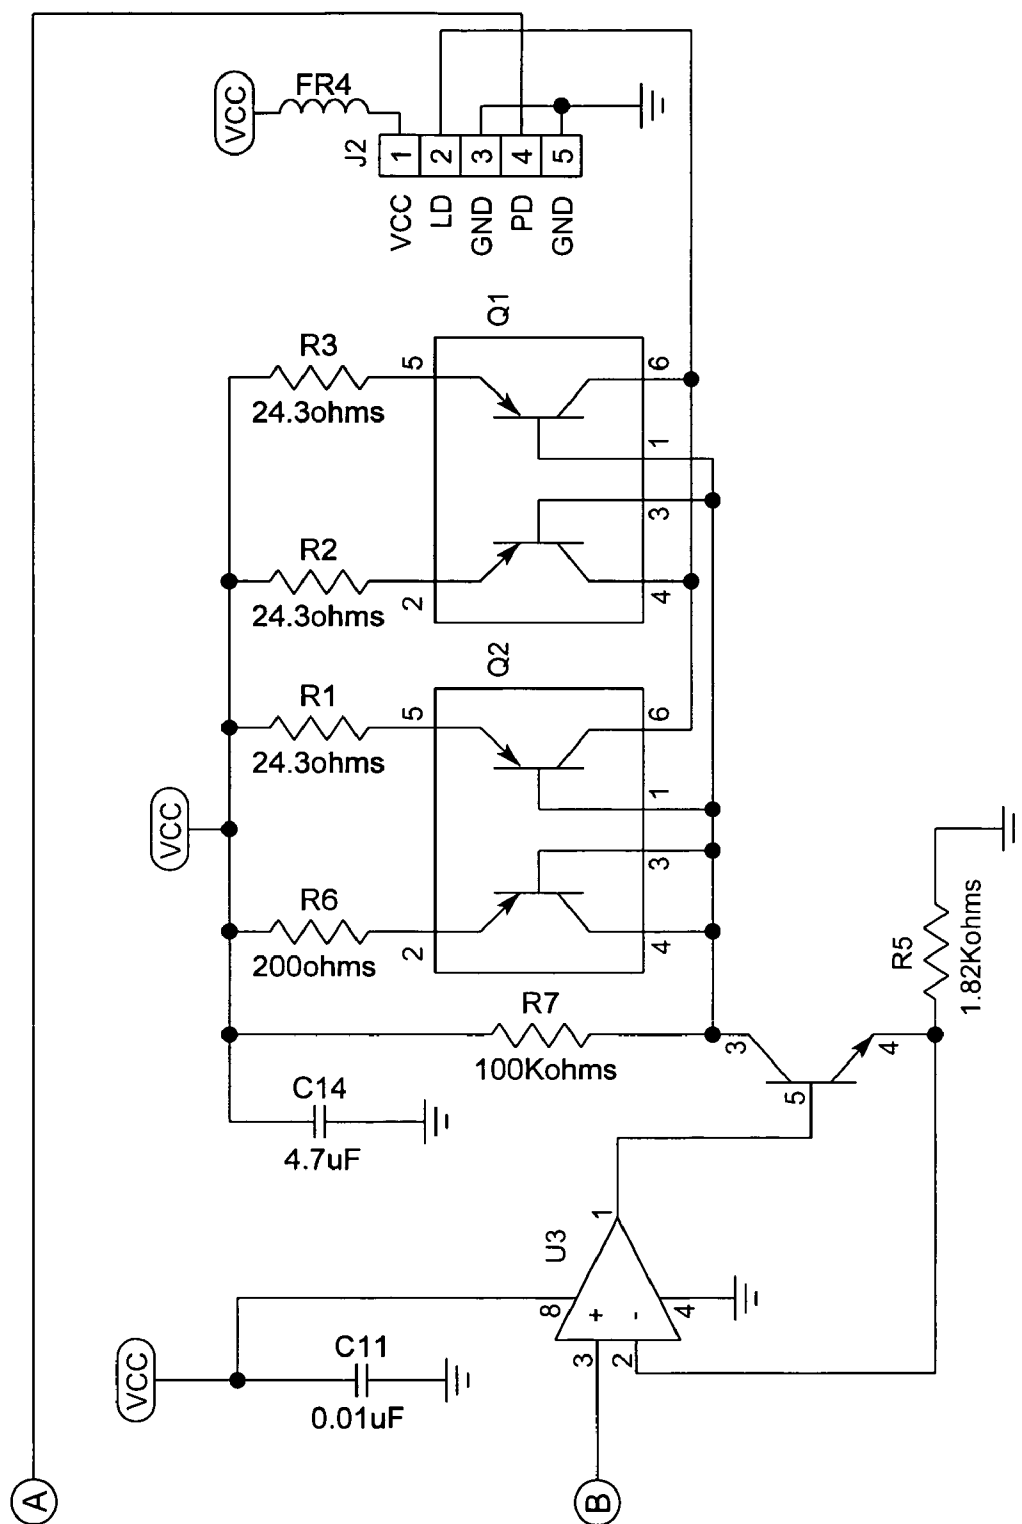 A
VCC
FR4
J2
1
2
3
4
5
VCC
LD
GND
PD
GND
R3
24.3ohms
R2
24.3ohms
R1
24.3ohms
R6
200ohms
VCC
Q1
5
2
6
1
3
4
Q2
5
2
6
1
3
4
R7
100Kohms
C14
4.7uF
3
5
4
R5
1.82Kohms
U3
1
8
+
-
4
3
2
VCC
C11
0.01uF
B